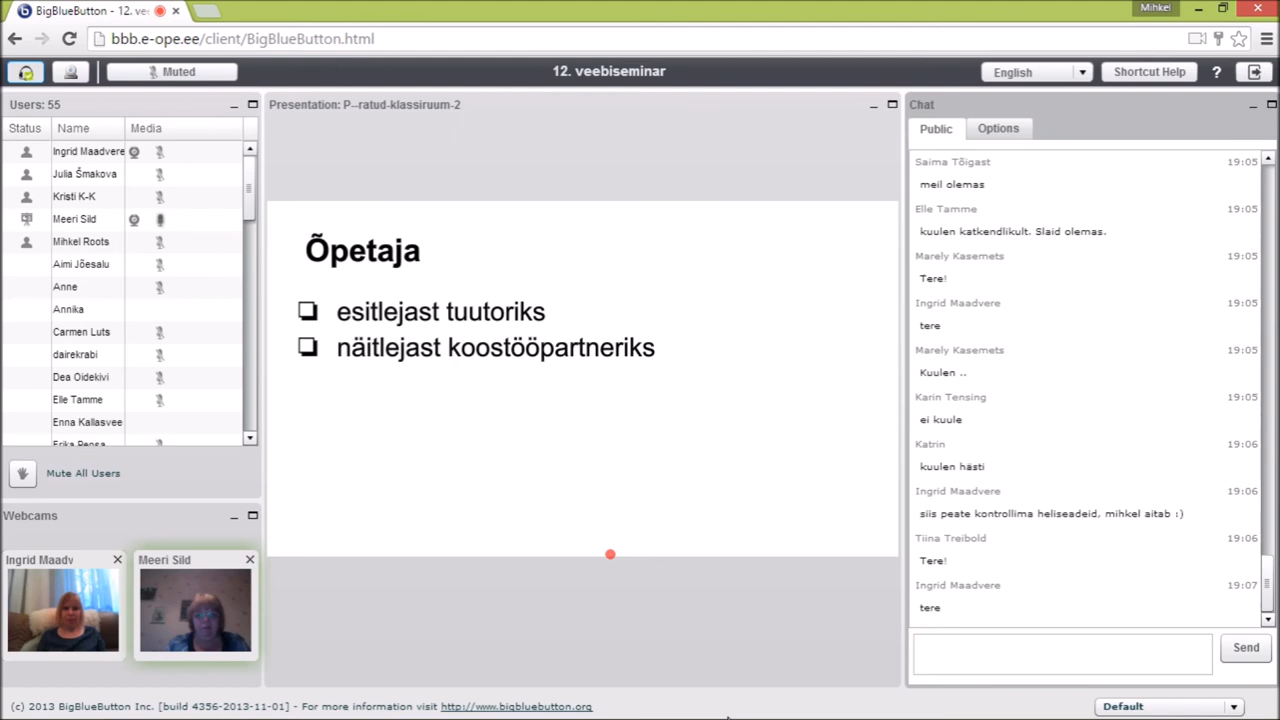 BigBlueButton - 12. vee
Mihkel
bbb.e-ope.ee/client/BigBlueButton.html
Muted
12. veebiseminar
English
Shortcut Help
?
Users: 55
Status Name Media
Ingrid Maadvere
Julia Šmakova
Kristi K-K
Meeri Sild
Mihkel Roots
Aimi Jõesalu
Anne
Annika
Carmen Luts
dairekrabi
Dea Oidekivi
Elle Tamme
Enna Kallasvee
Erika Pensa
Mute All Users
Webcams
Ingrid Maadv
Meeri Sild
Presentation: P--ratud-klassiruum-2
Õpetaja
esitlejast tuutoriks
näitlejast koostööpartneriks
Chat
Public Options
Saima Tõigast 19:05
meil olemas
Elle Tamme 19:05
kuulen katkendlikult. Slaid olemas.
Marely Kasemets 19:05
Tere!
Ingrid Maadvere 19:05
tere
Marely Kasemets 19:05
Kuulen ..
Karin Tensing 19:05
ei kuule
Katrin 19:06
kuulen hästi
Ingrid Maadvere 19:06
siis peate kontrollima heliseadeid, mihkel aitab :)
Tiina Treibold 19:06
Tere!
Ingrid Maadvere 19:07
tere
Send
(c) 2013 BigBlueButton Inc. [build 4356-2013-11-01] - For more information visit http://www.bigbluebutton.org
Default